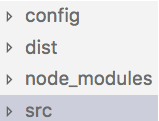 config
dist
node_modules
src